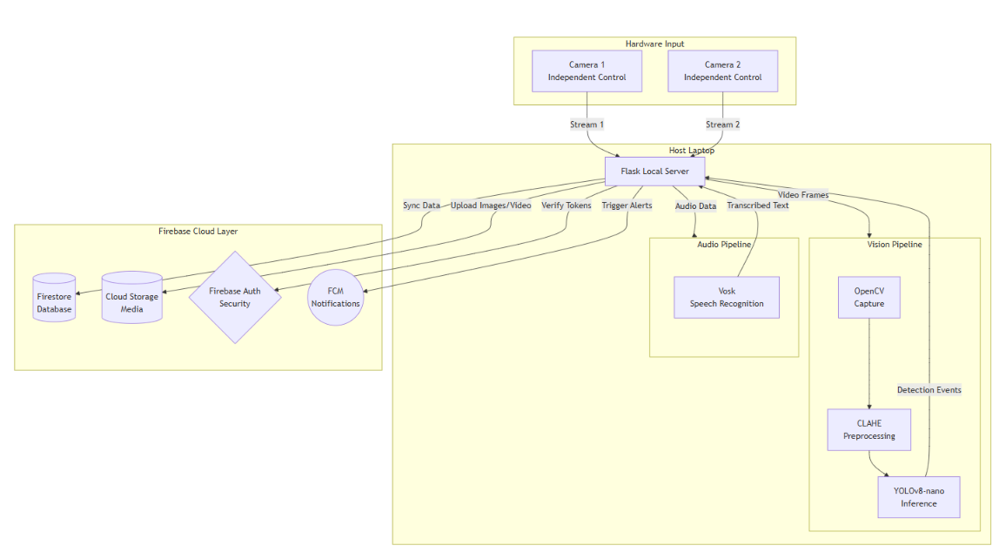 Hardware Input
Camera 1
Independent Control
Camera 2
Independent Control
Stream 1
Stream 2
Host Laptop
Flask Local Server
Sync Data
Upload Images/Video
Verify Tokens
Trigger Alerts
Audio Data
Transcribed Text
Video Frames
Firebase Cloud Layer
Firestore
Database
Cloud Storage
Media
Firebase Auth
Security
FCM
Notifications
Audio Pipeline
Vosk
Speech Recognition
Vision Pipeline
OpenCV
Capture
Detection Events
CLAHE
Preprocessing
YOLOv8-nano
Inference